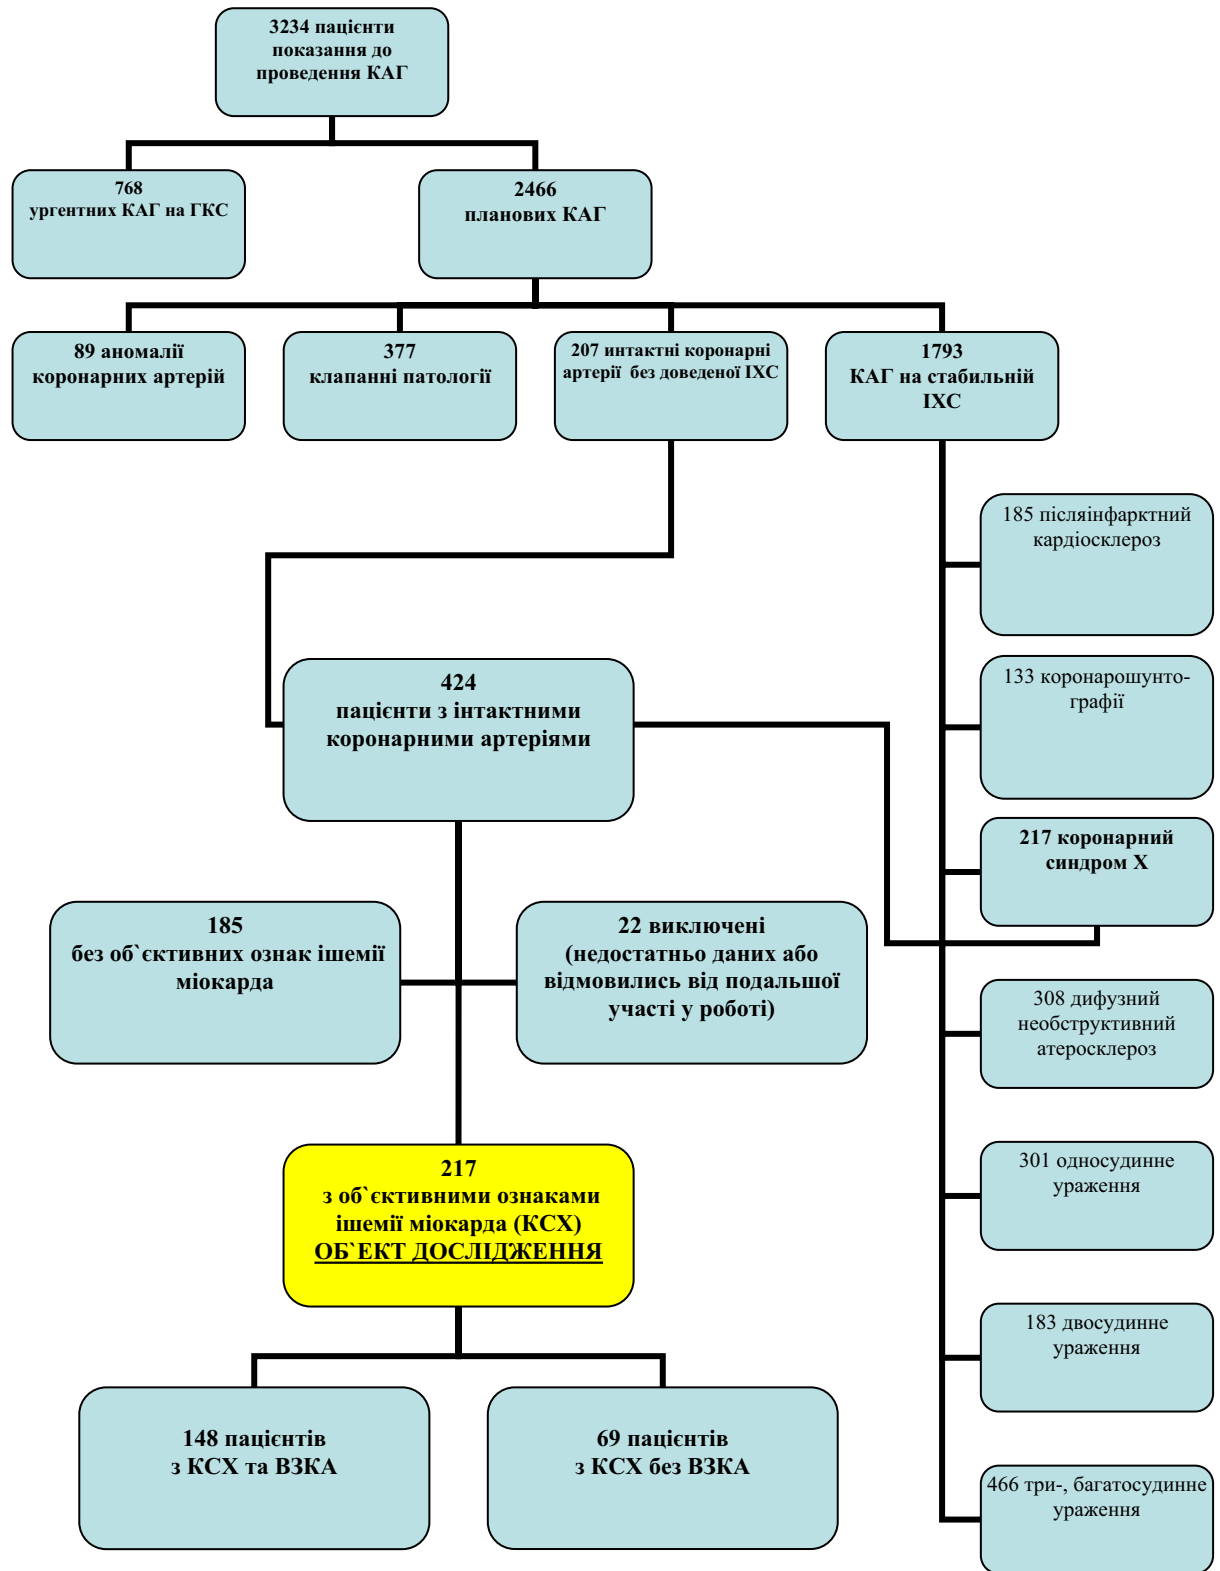 3234 пацієнти
показання до
проведення КАГ
768
ургентних КАГ на ГКС
2466
планових КАГ
89 аномалії
коронарних артерій
377
клапанні патології
207 интактні коронарні
артерії без доведеної ІХС
1793
КАГ на стабильній
ІХС
185 післяінфарктний
кардіосклероз
133 коронарошунто-
графії
424
пацієнти з інтактними
коронарними артеріями
217 коронарний
синдром Х
185
без об`єктивних ознак ішемії
міокарда
22 виключені
(недостатньо даних або
відмовились від подальшої
участі у роботі)
308 дифузний
необструктивний
атеросклероз
217
з об`єктивними ознаками
ішемії міокарда (КСХ)
ОБ`ЕКТ ДОСЛІДЖЕННЯ
301 односудинне
ураження
183 двосудинне
ураження
148 пацієнтів
з КСХ та ВЗКА
69 пацієнтів
з КСХ без ВЗКА
466 три-, багатосудинне
ураження